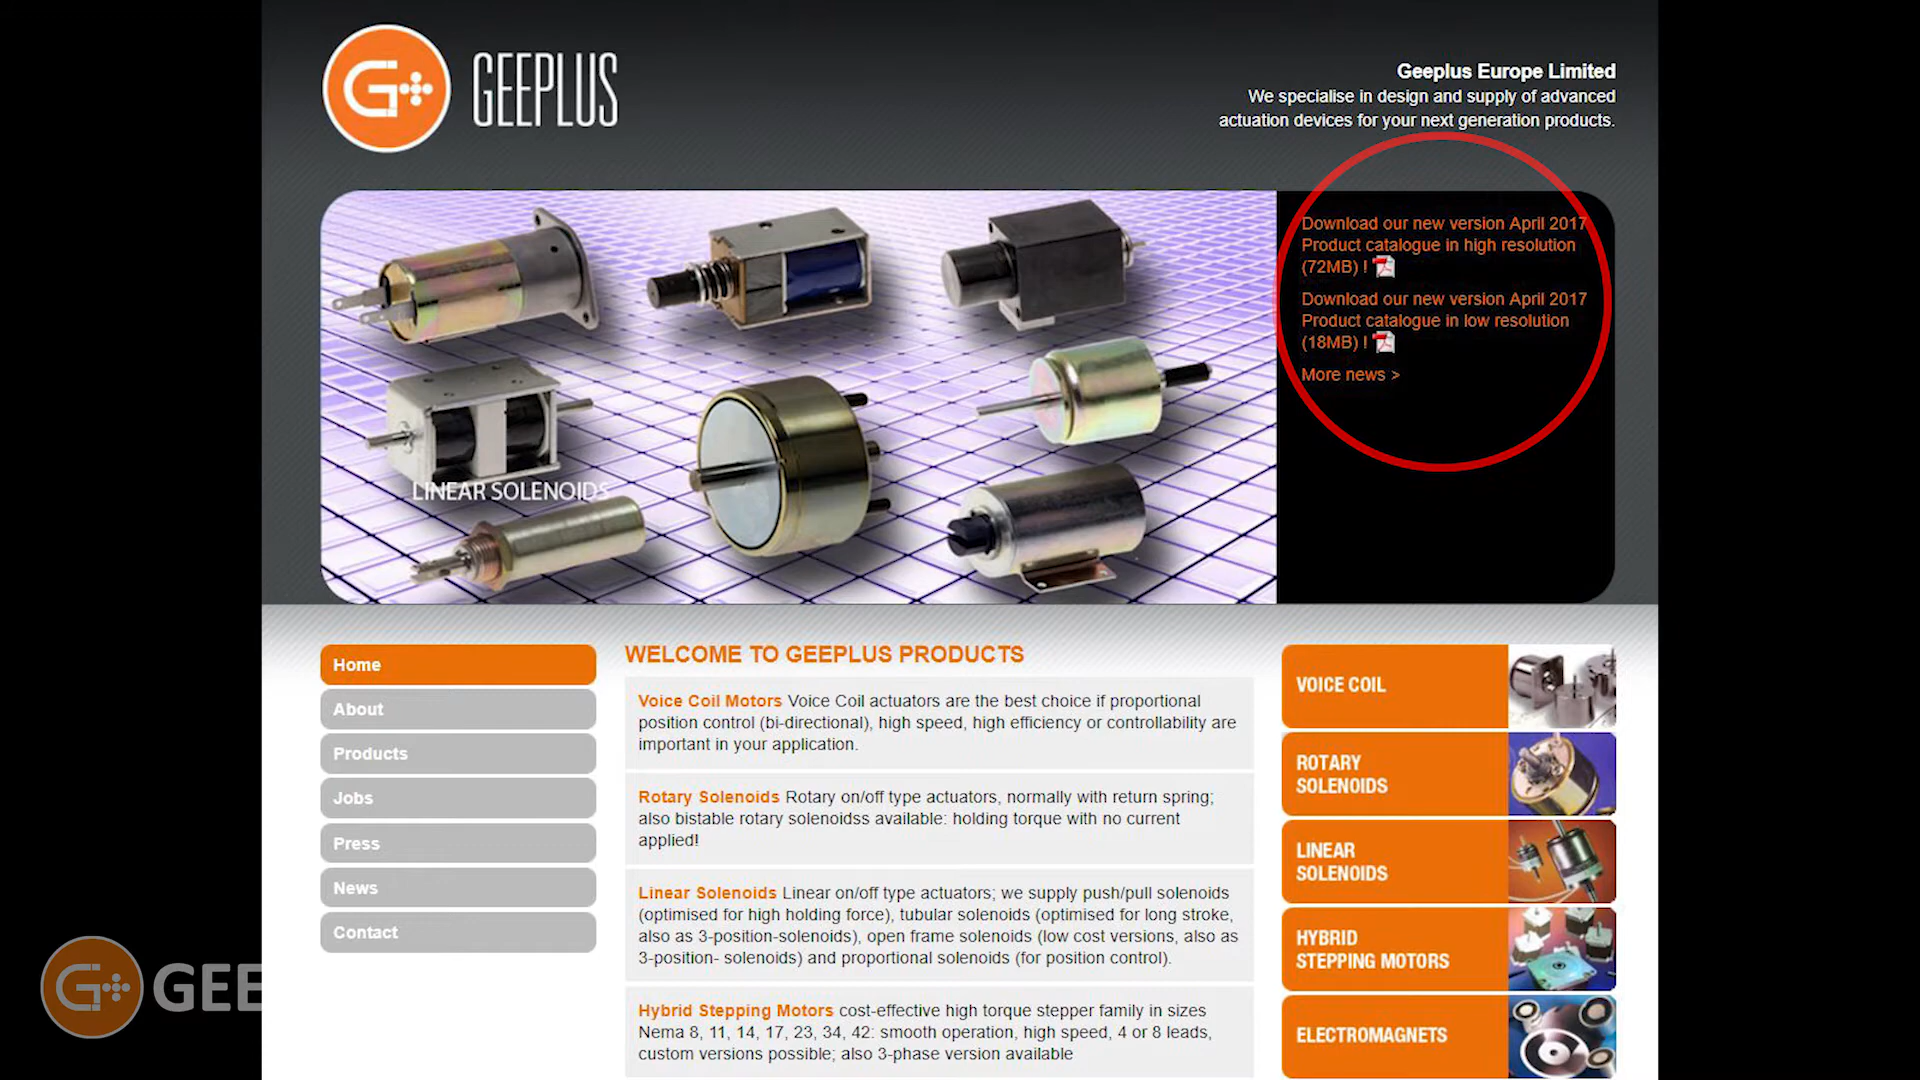 G+ GEEPLUS
Geeplus Europe Limited
We specialise in design and supply of advanced
actuation devices for your next generation products.
Download our new version April 2017
Product catalogue in high resolution
(72MB) !
Download our new version April 2017
Product catalogue in low resolution
(18MB) !
More news >
LINEAR SOLENOIDS
Home
About
Products
Jobs
Press
News
Contact
WELCOME TO GEEPLUS PRODUCTS
Voice Coil Motors Voice Coil actuators are the best choice if proportional
position control (bi-directional), high speed, high efficiency or controllability are
important in your application.
Rotary Solenoids Rotary on/off type actuators, normally with return spring;
also bistable rotary solenoidss available: holding torque with no current
applied!
Linear Solenoids Linear on/off type actuators; we supply push/pull solenoids
(optimised for high holding force), tubular solenoids (optimised for long stroke,
also as 3-position-solenoids), open frame solenoids (low cost versions, also as
3-position- solenoids) and proportional solenoids (for position control).
Hybrid Stepping Motors cost-effective high torque stepper family in sizes
Nema 8, 11, 14, 17, 23, 34, 42: smooth operation, high speed, 4 or 8 leads,
custom versions possible; also 3-phase version available
VOICE COIL
ROTARY
SOLENOIDS
LINEAR
SOLENOIDS
HYBRID
STEPPING MOTORS
ELECTROMAGNETS
G+ GEE